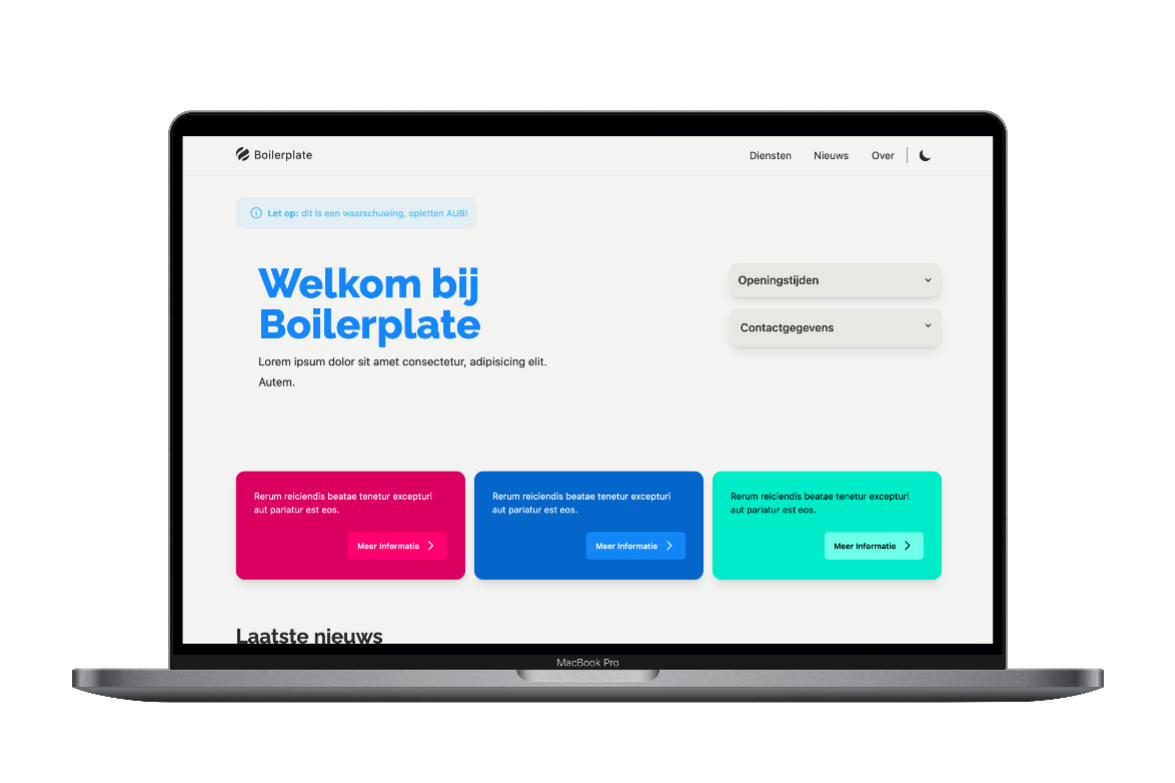 Boilerplate
Diensten Nieuws Over
Let op: dit is een waarschuwing, opletten AUB!
Welkom bij
Boilerplate
Lorem ipsum dolor sit amet consectetur, adipisicing elit.
Autem.
Openingstijden
Contactgegevens
Rerum reiciendis beatae tenetur excepturi
aut pariatur est eos.
Meer Informatie
Rerum reiciendis beatae tenetur excepturi
aut pariatur est eos.
Meer Informatie
Rerum reiciendis beatae tenetur excepturi
aut pariatur est eos.
Meer Informatie
Laatste nieuws
MacBook Pro